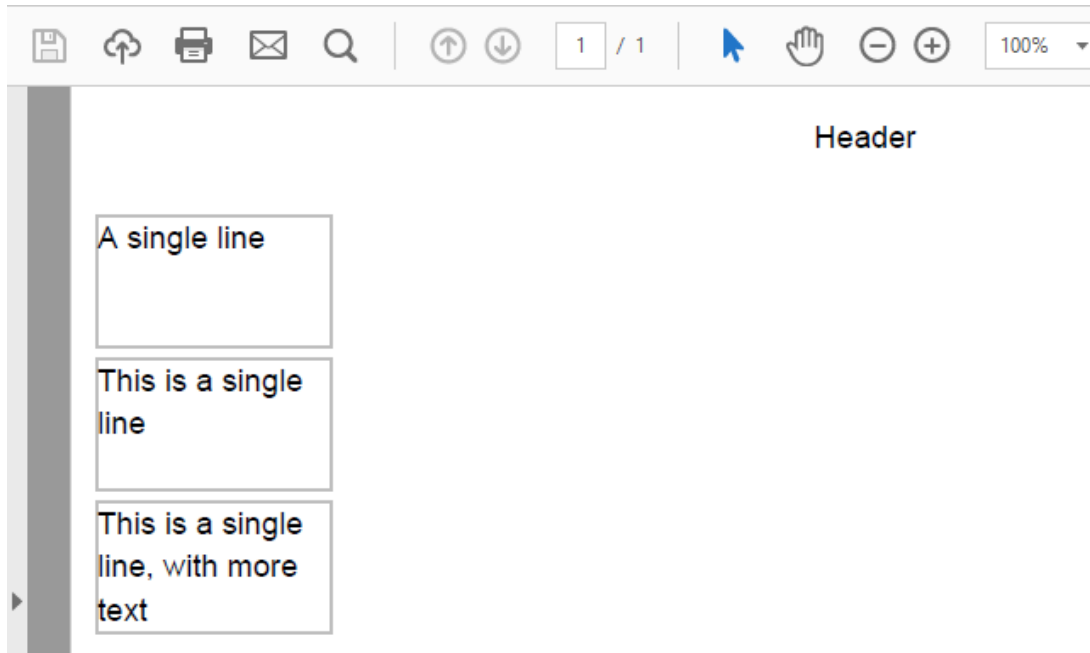 1 / 1
100%
Header
A single line
This is a single
line
This is a single
line, with more
text